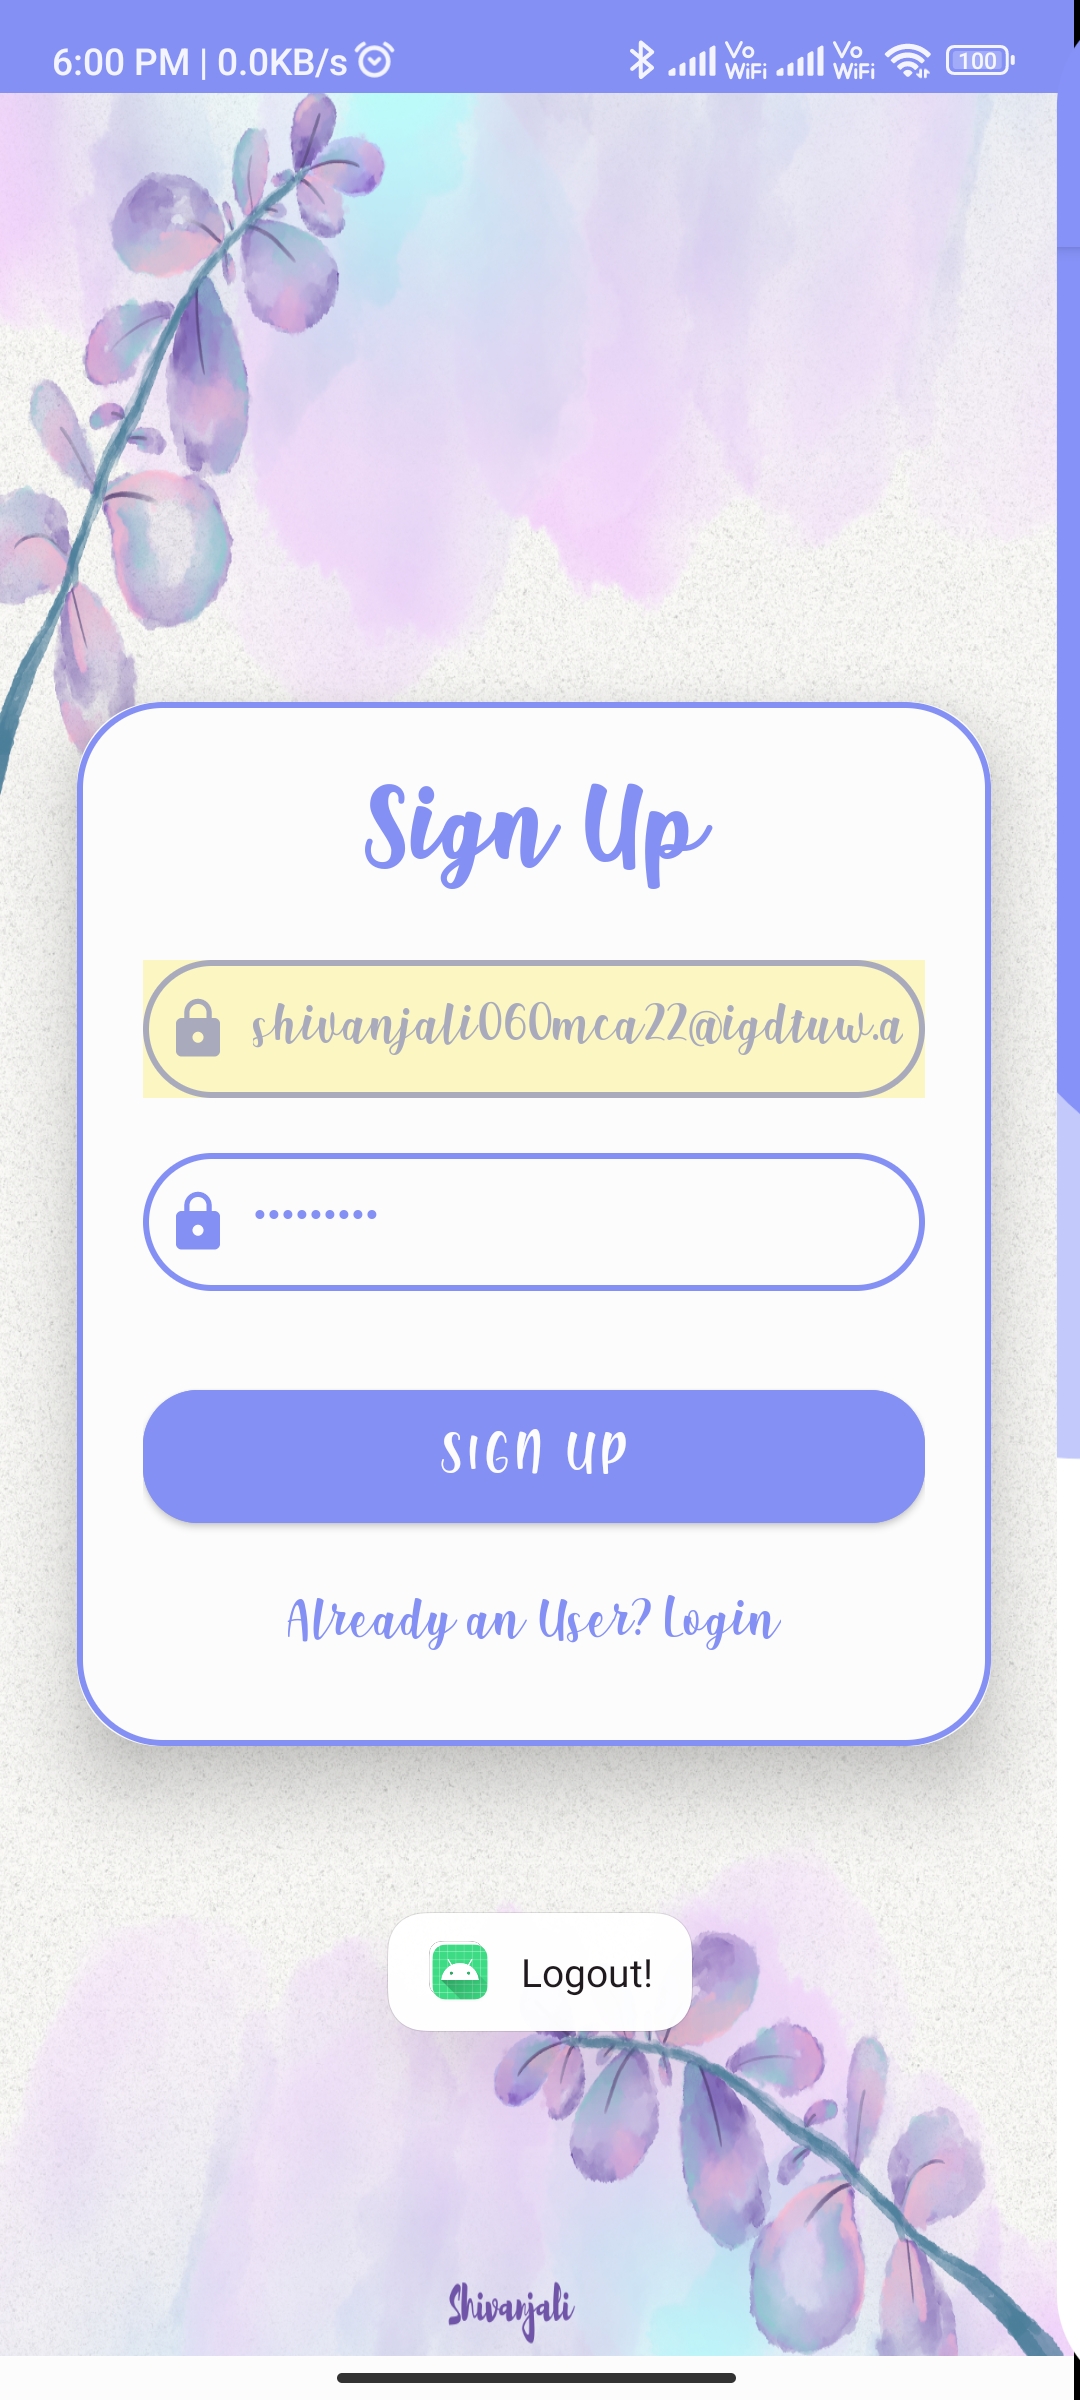 6:00 PM | 0.0KB/s Vo WiFi Vo WiFi 100
Sign Up
shivanjali060mca22@igdtuw.a
•••••••••
SIGN UP
Already an User? Login
Logout!
Shivanjali